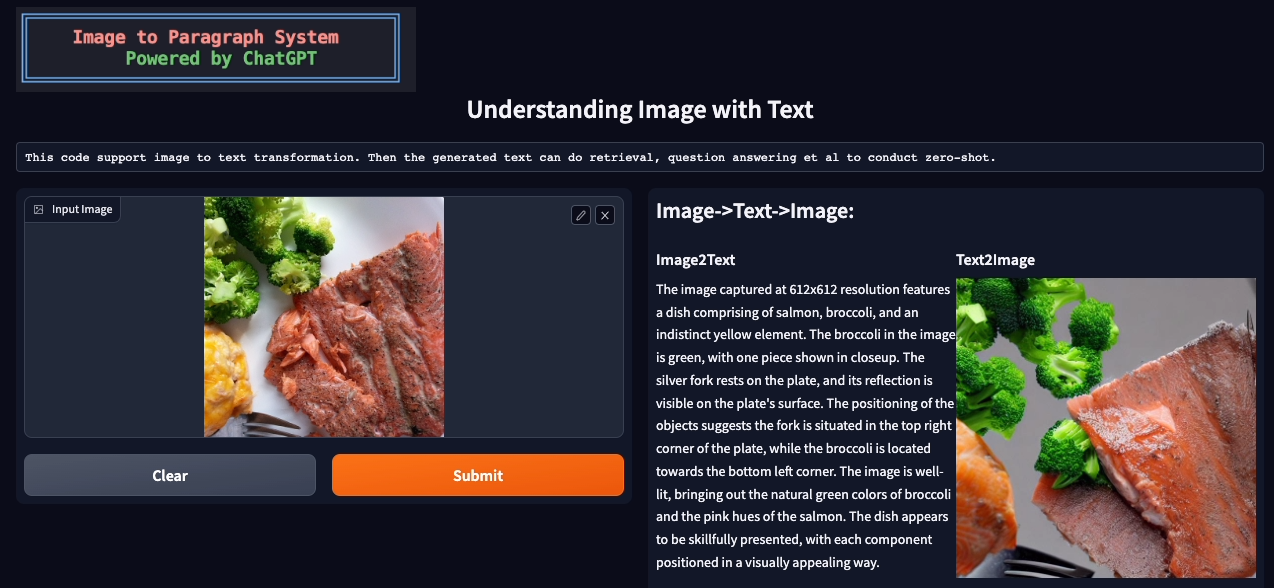 Image to Paragraph System
Powered by ChatGPT
Understanding Image with Text
This code support image to text transformation. Then the generated text can do retrieval, question answering et al to conduct zero-shot.
Input Image
Clear
Submit
Image->Text->Image:
Image2Text
The image captured at 612x612 resolution features
a dish comprising of salmon, broccoli, and an
indistinct yellow element. The broccoli in the image
is green, with one piece shown in closeup. The
silver fork rests on the plate, and its reflection is
visible on the plate's surface. The positioning of the
objects suggests the fork is situated in the top right
corner of the plate, while the broccoli is located
towards the bottom left corner. The image is well-
lit, bringing out the natural green colors of broccoli
and the pink hues of the salmon. The dish appears
to be skillfully presented, with each component
positioned in a visually appealing way.
Text2Image